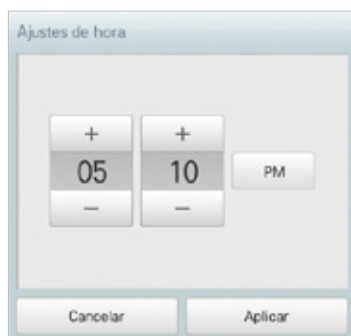 Ajustes de hora
+ +
05 10 PM
– –
Cancelar Aplicar